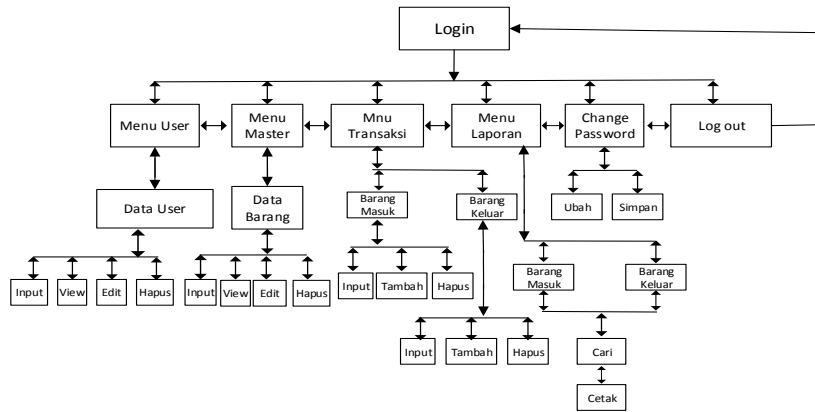 Login
Menu User
Menu
Master
Mnu
Transaksi
Menu
Laporan
Change
Password
Log out
Data User
Data
Barang
Barang
Masuk
Barang
Keluar
Ubah
Simpan
Input
View
Edit
Hapus
Input
View
Edit
Hapus
Input
Tambah
Hapus
Barang
Masuk
Barang
Keluar
Input
Tambah
Hapus
Cari
Cetak